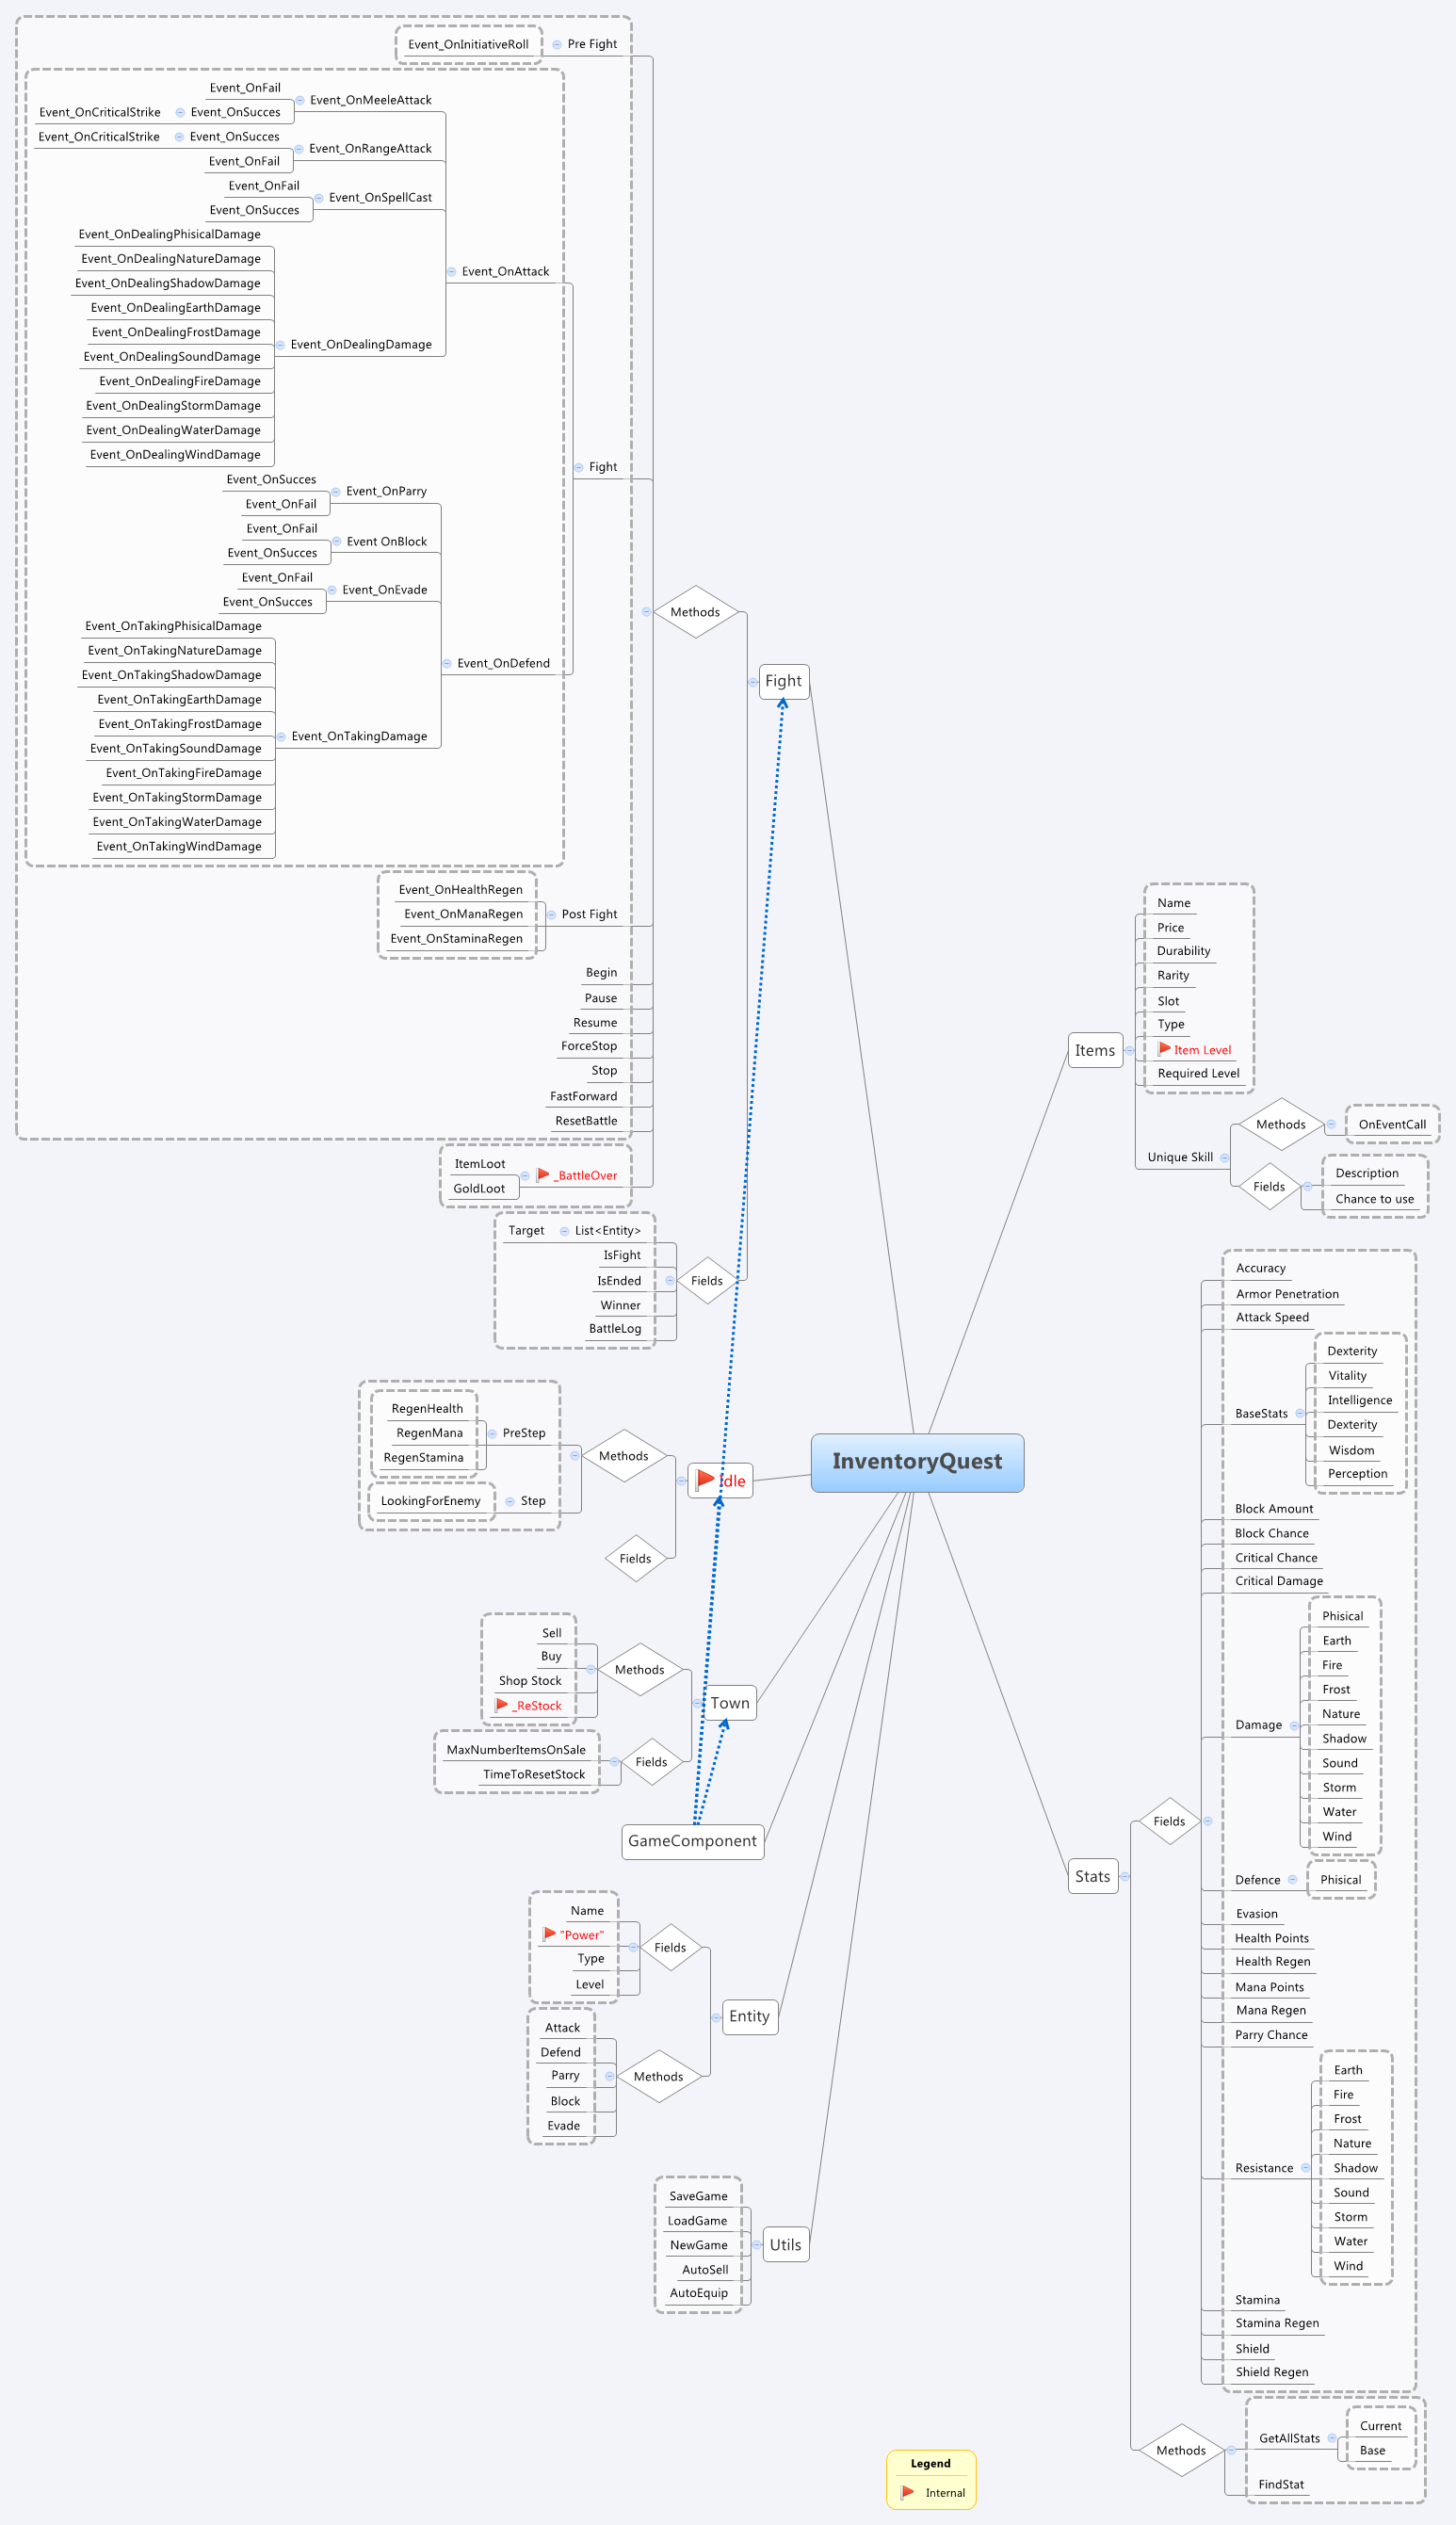 Event_OnInitiativeRoll
Pre Fight
Event_OnFail
Event_OnMeeleAttack
Event_OnCriticalStrike
Event_OnSucces
Event_OnCriticalStrike
Event_OnSucces
Event_OnRangeAttack
Event_OnFail
Event_OnFail
Event_OnSpellCast
Event_OnSucces
Event_OnDealingPhisicalDamage
Event_OnDealingNatureDamage
Event_OnAttack
Event_OnDealingShadowDamage
Event_OnDealingEarthDamage
Event_OnDealingFrostDamage
Event_OnDealingDamage
Event_OnDealingSoundDamage
Event_OnDealingFireDamage
Event_OnDealingStormDamage
Event_OnDealingWaterDamage
Event_OnDealingWindDamage
Fight
Event_OnSucces
Event_OnParry
Event_OnFail
Event_OnFail
Event OnBlock
Event_OnSucces
Event_OnFail
Event_OnEvade
Event_OnSucces
Event_OnTakingPhisicalDamage
Event_OnTakingNatureDamage
Event_OnDefend
Event_OnTakingShadowDamage
Event_OnTakingEarthDamage
Event_OnTakingFrostDamage
Event_OnTakingDamage
Event_OnTakingSoundDamage
Event_OnTakingFireDamage
Event_OnTakingStormDamage
Event_OnTakingWaterDamage
Event_OnTakingWindDamage
Event_OnHealthRegen
Event_OnManaRegen
Post Fight
Event_OnStaminaRegen
Begin
Pause
Resume
ForceStop
Stop
FastForward
ResetBattle
ItemLoot
_BattleOver
GoldLoot
Methods
Fight
Target
List<Entity>
IsFight
IsEnded
Winner
BattleLog
Fields
RegenHealth
RegenMana
PreStep
RegenStamina
LookingForEnemy
Step
Methods
Idle
Fields
Sell
Buy
Shop Stock
_ReStock
Methods
Town
MaxNumberItemsOnSale
TimeToResetStock
Fields
GameComponent
Name
"Power"
Type
Level
Fields
Entity
Attack
Defend
Parry
Block
Evade
Methods
SaveGame
LoadGame
NewGame
AutoSell
AutoEquip
Utils
InventoryQuest
Items
Name
Price
Durability
Rarity
Slot
Type
Item Level
Required Level
Unique Skill
Methods
OnEventCall
Fields
Description
Chance to use
Stats
Fields
Accuracy
Armor Penetration
Attack Speed
BaseStats
Dexterity
Vitality
Intelligence
Dexterity
Wisdom
Perception
Block Amount
Block Chance
Critical Chance
Critical Damage
Damage
Phisical
Earth
Fire
Frost
Nature
Shadow
Sound
Storm
Water
Wind
Defence
Phisical
Evasion
Health Points
Health Regen
Mana Points
Mana Regen
Parry Chance
Resistance
Earth
Fire
Frost
Nature
Shadow
Sound
Storm
Water
Wind
Stamina
Stamina Regen
Shield
Shield Regen
Methods
GetAllStats
Current
Base
FindStat
Legend
Internal